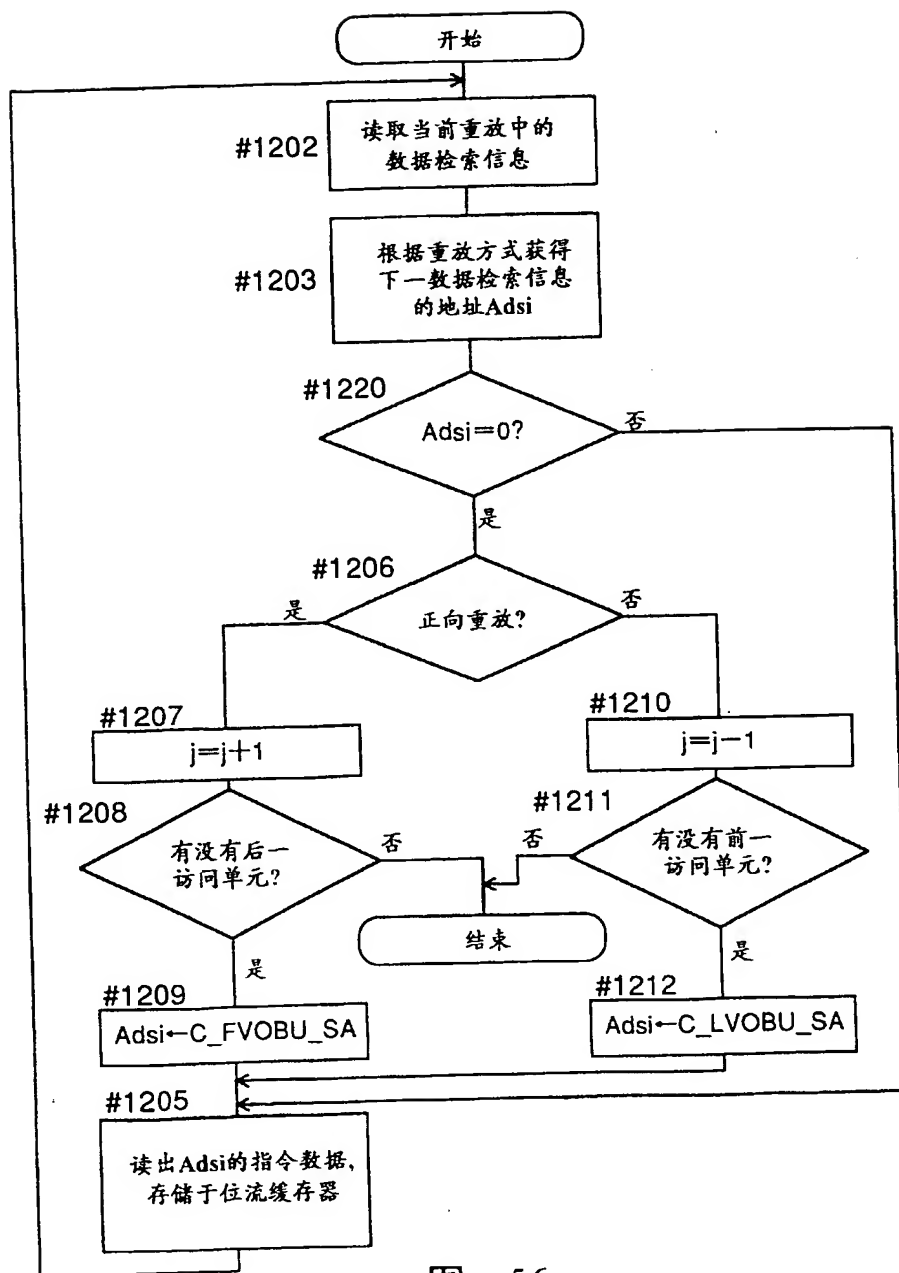 开始
#1202
读取当前重放中的
数据检索信息
#1203
根据重放方式获得
下一数据检索信息
的地址Adsi
#1220
Adsi=0?
否
是
#1206
正向重放?
是
否
#1207
j=j+1
#1210
j=j-1
#1208
有没有后一
访问单元?
否
#1211
否
有没有前一
访问单元?
结束
是
是
#1209
Adsi←C_FVOBU_SA
#1212
Adsi←C_LVOBU_SA
#1205
读出Adsi的指令数据,
存储于位流缓存器